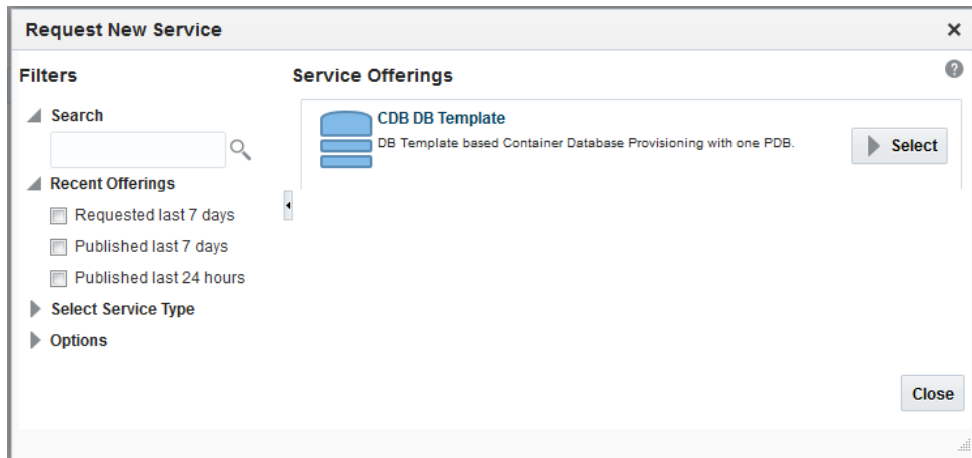 Request New Service
Filters
Search
Recent Offerings
Requested last 7 days
Published last 7 days
Published last 24 hours
Select Service Type
Options
Service Offerings
CDB DB Template
DB Template based Container Database Provisioning with one PDB.
Select
Close